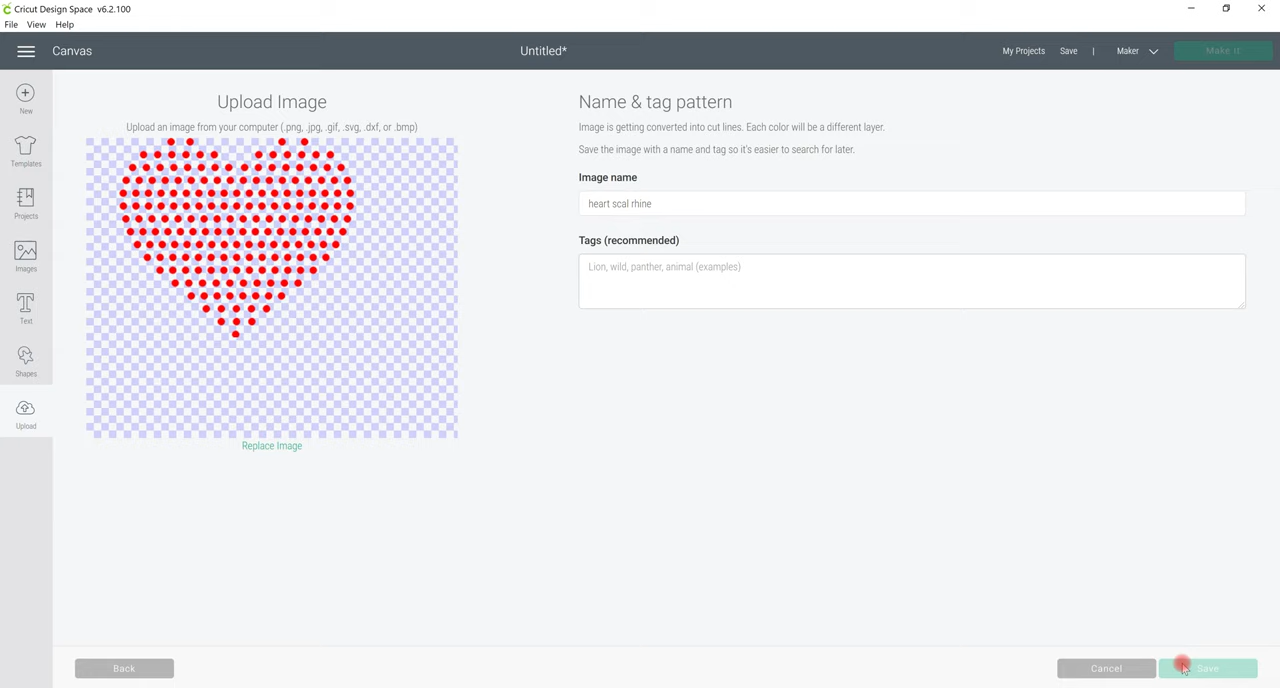 Cricut Design Space v6.2.100
File View Help
Canvas
Untitled*
My Projects Save | Maker Make It
New
Templates
Projects
Images
Text
Shapes
Upload
Upload Image
Upload an image from your computer (.png, .jpg, .gif, .svg, .dxf, or .bmp)
Replace Image
Name & tag pattern
Image is getting converted into cut lines. Each color will be a different layer.
Save the image with a name and tag so it's easier to search for later.
Image name
heart scal rhine
Tags (recommended)
Lion, wild, panther, animal (examples)
Back
Cancel
Save